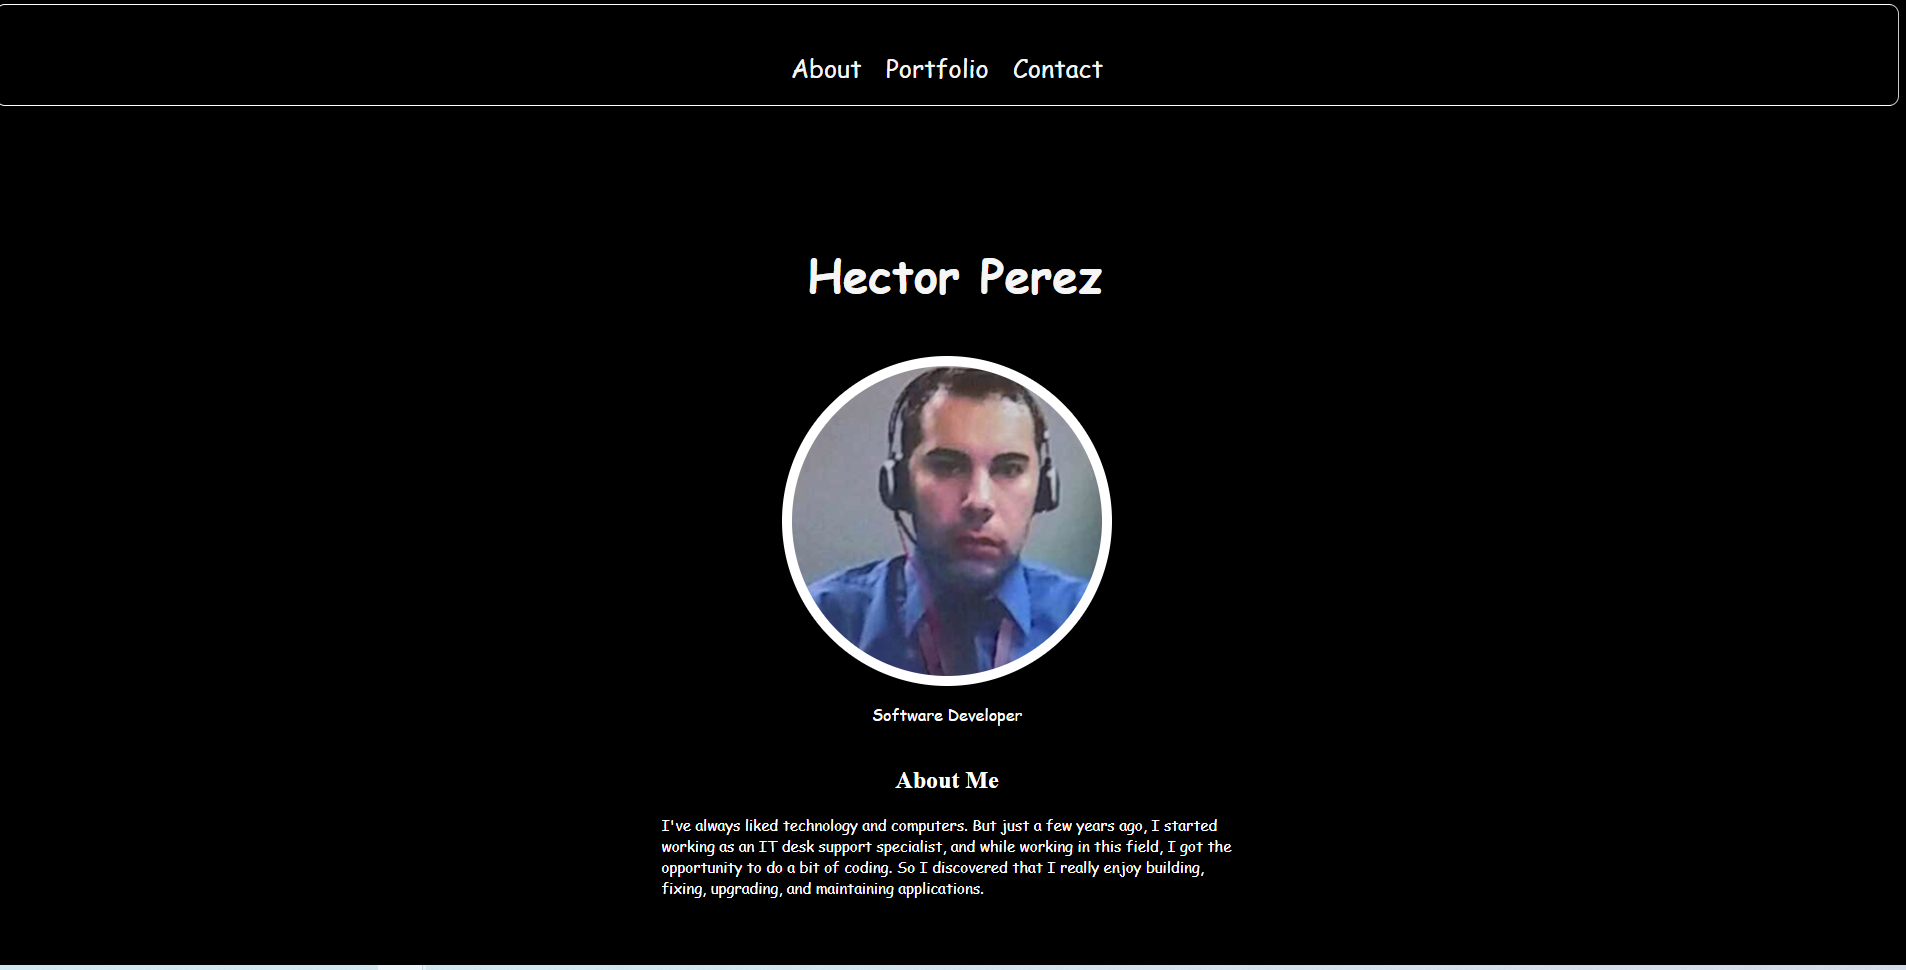 About Portfolio Contact
Hector Perez
Software Developer
About Me
I've always liked technology and computers. But just a few years ago, I started
working as an IT desk support specialist, and while working in this field, I got the
opportunity to do a bit of coding. So I discovered that I really enjoy building,
fixing, upgrading, and maintaining applications.